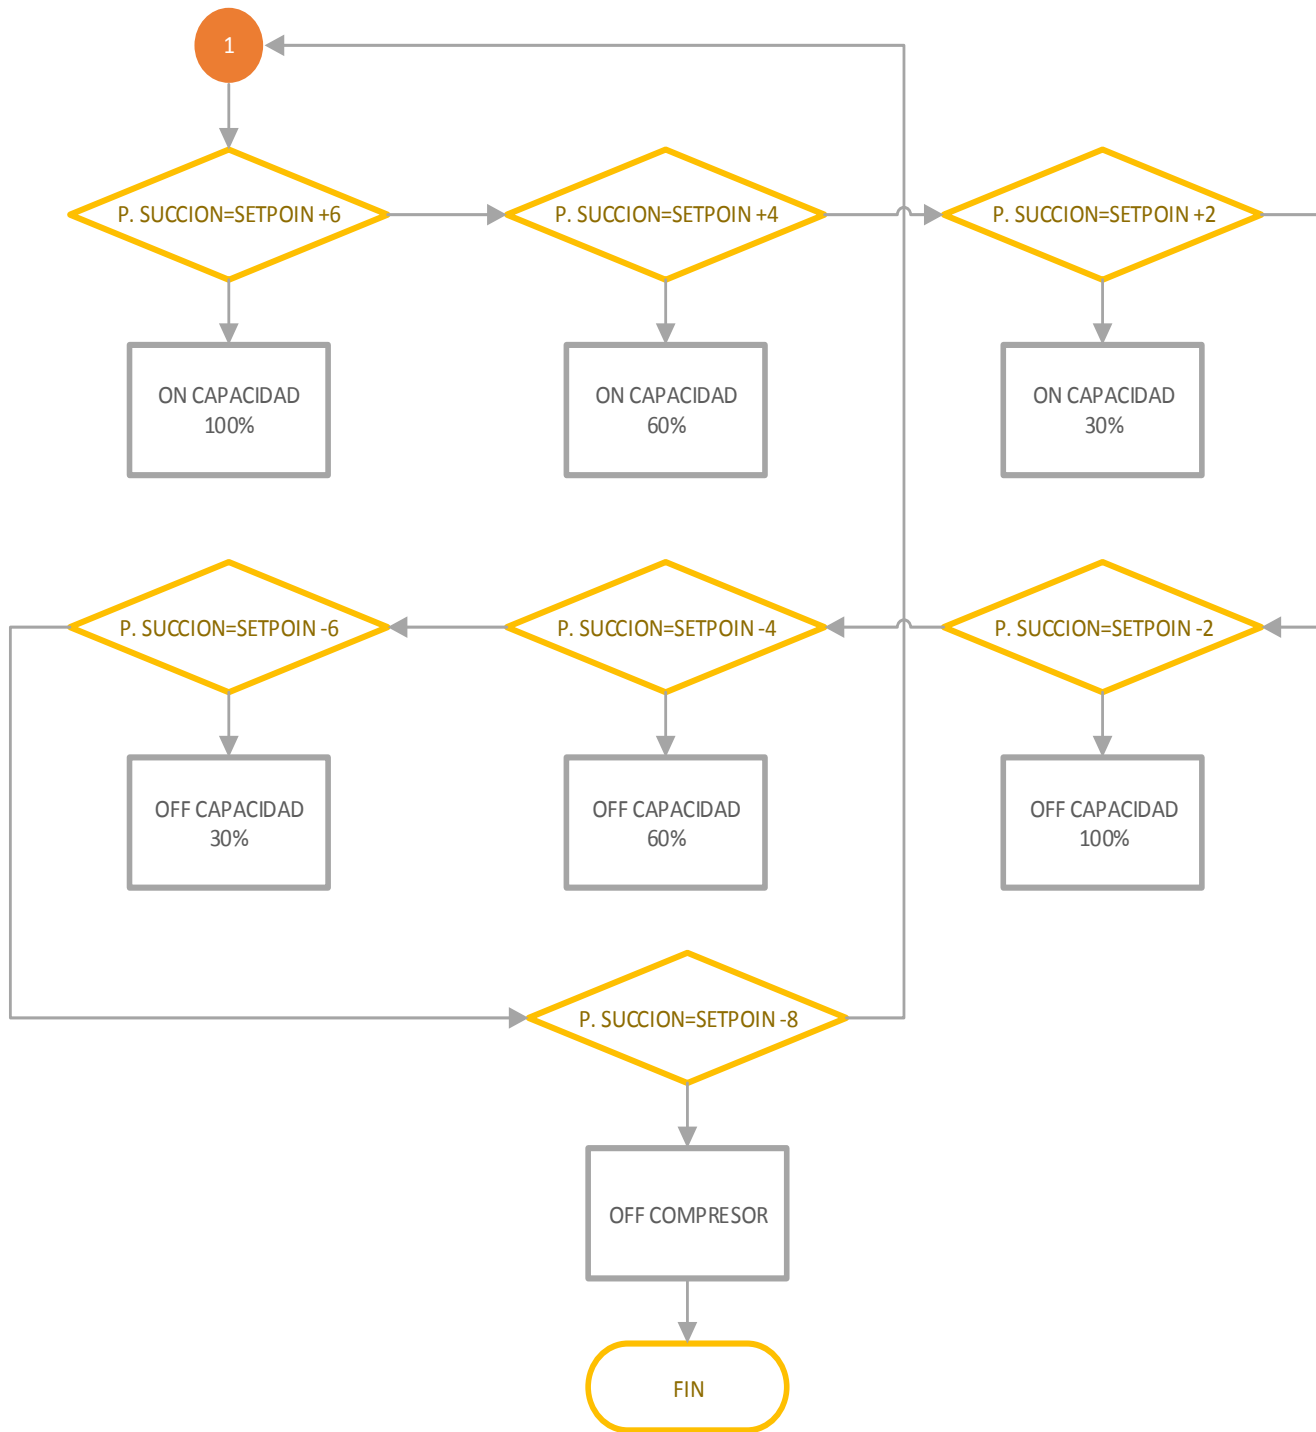 1
P. SUCCION=SETPOIN +6
P. SUCCION=SETPOIN +4
P. SUCCION=SETPOIN +2
ON CAPACIDAD
100%
ON CAPACIDAD
60%
ON CAPACIDAD
30%
P. SUCCION=SETPOIN -6
P. SUCCION=SETPOIN -4
P. SUCCION=SETPOIN -2
OFF CAPACIDAD
30%
OFF CAPACIDAD
60%
OFF CAPACIDAD
100%
P. SUCCION=SETPOIN -8
OFF COMPRESOR
FIN